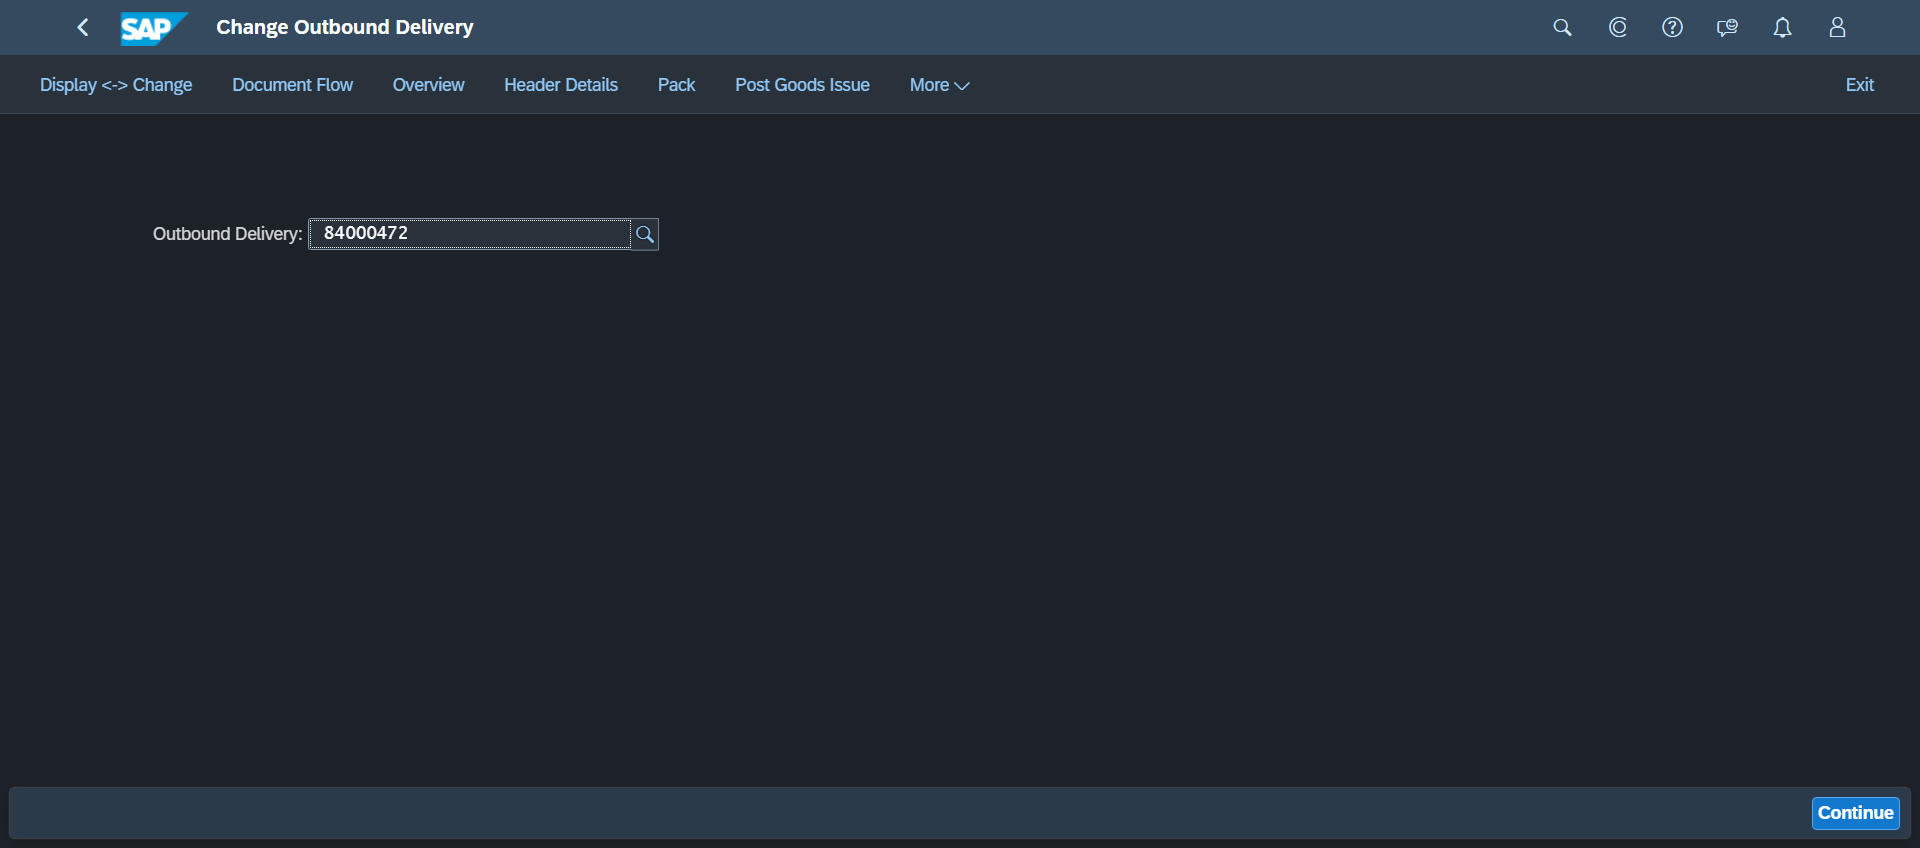 SAP Change Outbound Delivery
Display <-> Change Document Flow Overview Header Details Pack Post Goods Issue More Exit
Outbound Delivery: 84000472
Continue